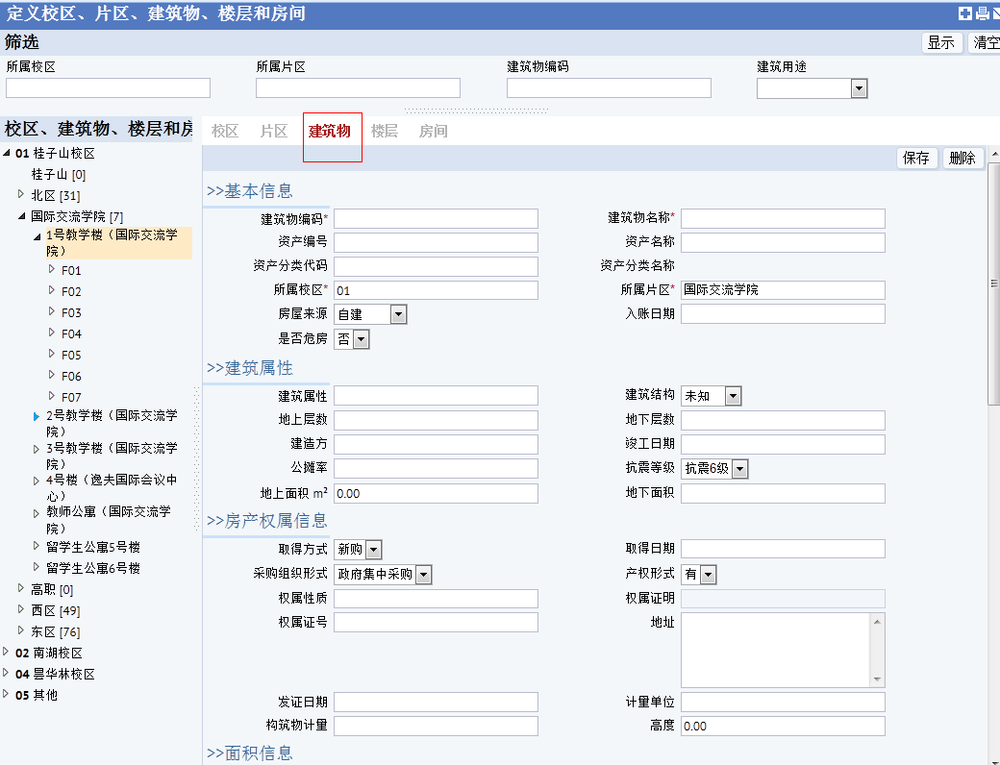 定义校区、片区、建筑物、楼层和房间
筛选
显示
清空
所属校区
所属片区
建筑物编码
建筑用途
校区、建筑物、楼层和房
校区
片区
建筑物
楼层
房间
保存
删除
01 桂子山校区
桂子山 [0]
北区 [31]
国际交流学院 [7]
1号教学楼（国际交流学
院）
F01
F02
F03
F04
F05
F06
F07
2号教学楼（国际交流学
院）
3号教学楼（国际交流学
院）
4号楼（逸夫国际会议中
心）
教师公寓（国际交流学
院）
留学生公寓5号楼
留学生公寓6号楼
高职 [0]
西区 [49]
东区 [76]
02 南湖校区
04 昙华林校区
05 其他
>>基本信息
建筑物编码*
建筑物名称*
资产编号
资产名称
资产分类代码
资产分类名称
所属校区* 01
所属片区* 国际交流学院
房屋来源 自建
入账日期
是否危房 否
>>建筑属性
建筑属性
建筑结构 未知
地上层数
地下层数
建造方
竣工日期
公摊率
抗震等级 抗震6级
地上面积 m² 0.00
地下面积
>>房产权属信息
取得方式 新购
取得日期
采购组织形式 政府集中采购
产权形式 有
权属性质
权属证明
权属证号
地址
发证日期
计量单位
构筑物计量
高度 0.00
>>面积信息